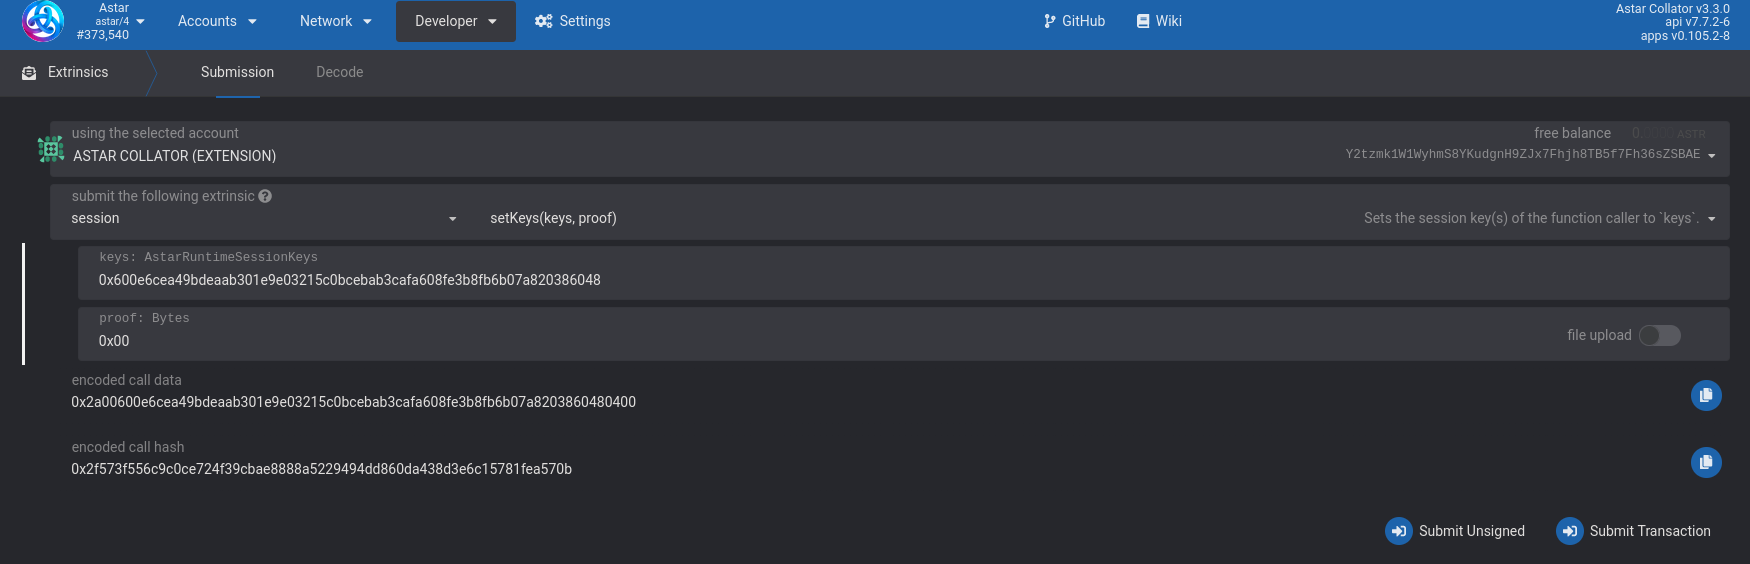 Astar
astar/4
#373,540
Accounts
Network
Developer
Settings
GitHub
Wiki
Astar Collator v3.3.0
api v7.7.2-6
apps v0.105.2-8
Extrinsics
Submission
Decode
using the selected account
ASTAR COLLATOR (EXTENSION)
free balance 0.0000 ASTR
Y2tzmk1W1WyhmS8YKudgnH9ZJx7Fhjh8TB5f7Fh36sZSBAE
submit the following extrinsic
session
setKeys(keys, proof)
Sets the session key(s) of the function caller to `keys`.
keys: AstarRuntimeSessionKeys
0x600e6cea49bdeaab301e9e03215c0bcebab3cafa608fe3b8fb6b07a820386048
proof: Bytes
0x00
file upload
encoded call data
0x2a00600e6cea49bdeaab301e9e03215c0bcebab3cafa608fe3b8fb6b07a8203860480400
encoded call hash
0x2f573f556c9c0ce724f39cbae8888a5229494dd860da438d3e6c15781fea570b
Submit Unsigned
Submit Transaction